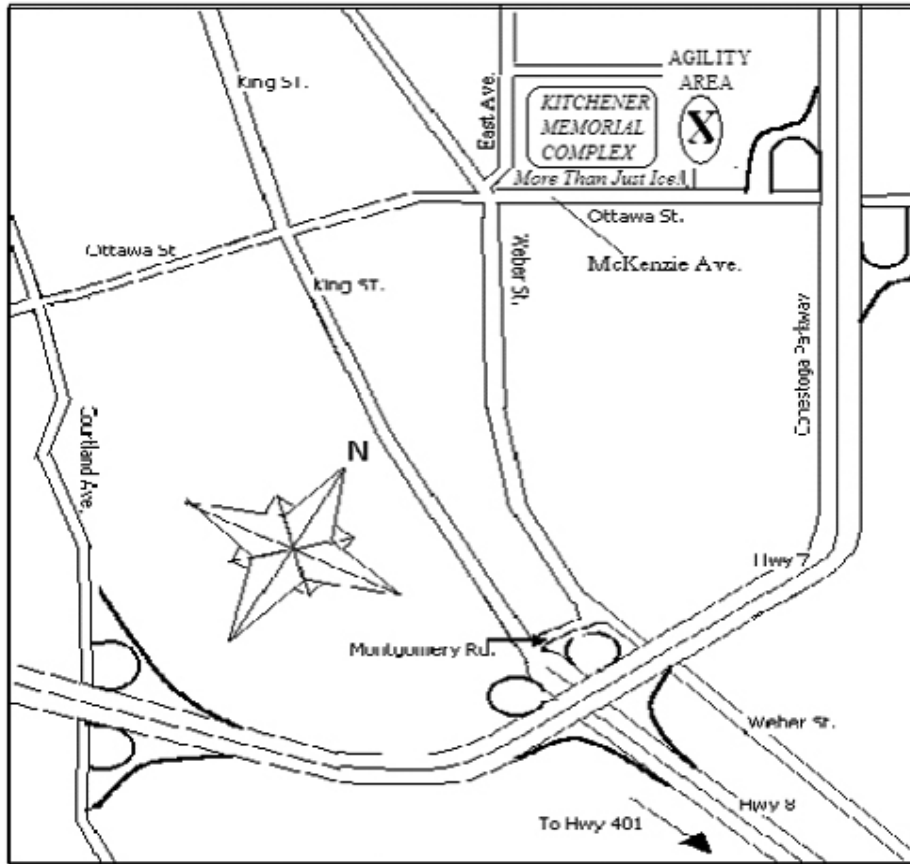 King ST.
East Ave.
AGILITY
AREA
KITCHENER
MEMORIAL
COMPLEX
X
More Than Just Ice!
Ottawa St.
McKenzie Ave.
Ottawa St
King ST.
Weber St.
Conestoga Parkway
Courtland Ave.
N
Hwy 7
Montgomery Rd.
Weber St.
Hwy 8
To Hwy 401